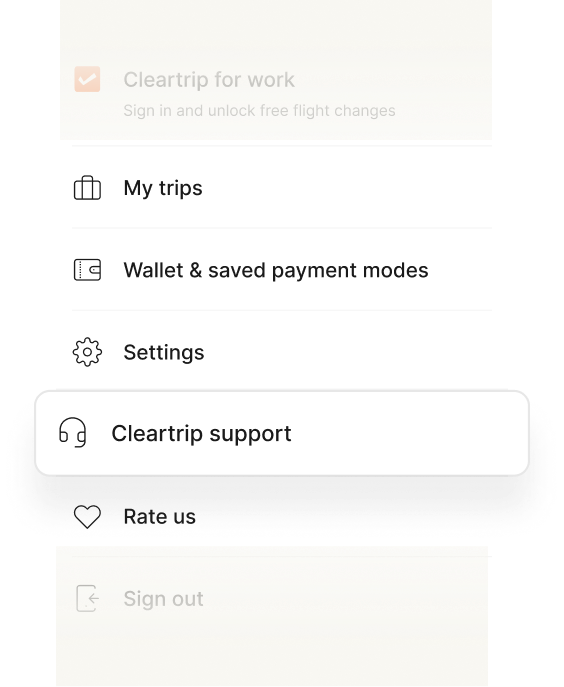 Cleartrip for work
Sign in and unlock free flight changes
My trips
Wallet & saved payment modes
Settings
Cleartrip support
Rate us
Sign out